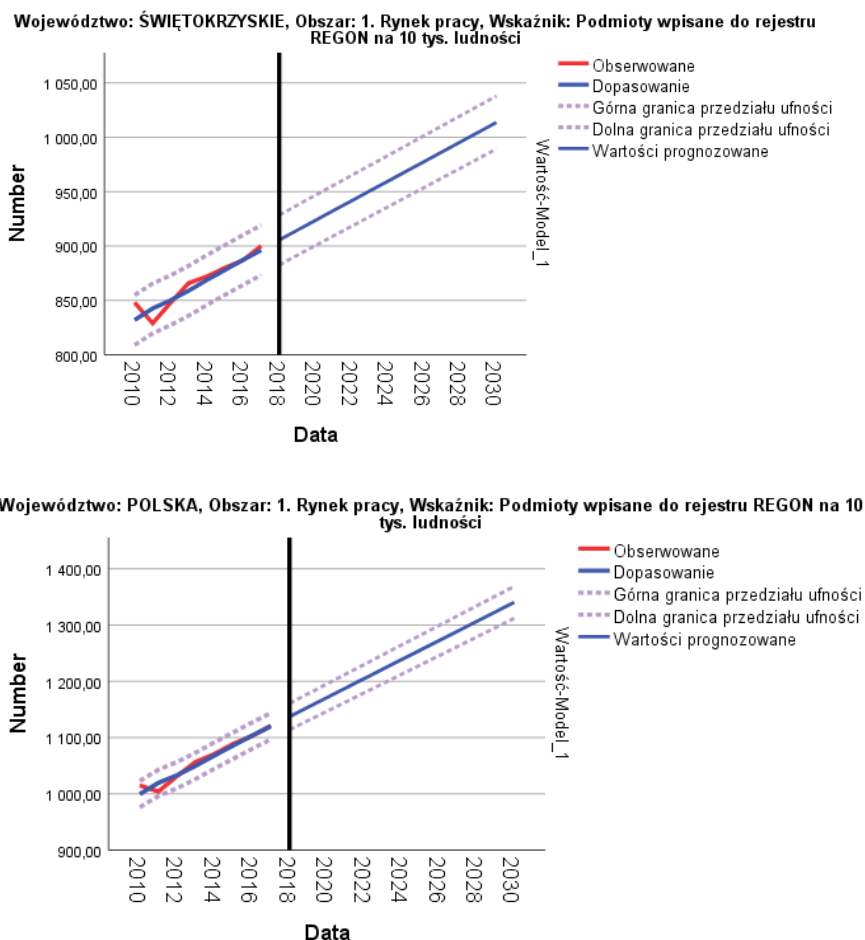 Województwo: ŚWIĘTOKRZYSKIE, Obszar: 1. Rynek pracy, Wskaźnik: Podmioty wpisane do rejestru
REGON na 10 tys. ludności
Obserwowane
Dopasowanie
Górna granica przedziału ufności
Dolna granica przedziału ufności
Wartości prognozowane
Number
1 050,00
1 000,00
950,00
900,00
850,00
800,00
Wartość-Model_1
2010 2012 2014 2016 2018 2020 2022 2024 2026 2028 2030
Data
Województwo: POLSKA, Obszar: 1. Rynek pracy, Wskaźnik: Podmioty wpisane do rejestru REGON na 10
tys. ludności
Obserwowane
Dopasowanie
Górna granica przedziału ufności
Dolna granica przedziału ufności
Wartości prognozowane
Number
1 400,00
1 300,00
1 200,00
1 100,00
1 000,00
900,00
Wartość-Model_1
2010 2012 2014 2016 2018 2020 2022 2024 2026 2028 2030
Data